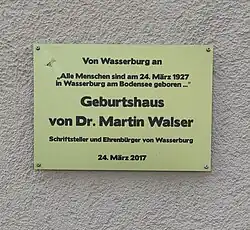 Von Wasserburg an
„Alle Menschen sind am 24. März 1927
in Wasserburg am Bodensee geboren ..."
Geburtshaus
von Dr. Martin Walser
Schriftsteller und Ehrenbürger von Wasserburg
24. März 2017